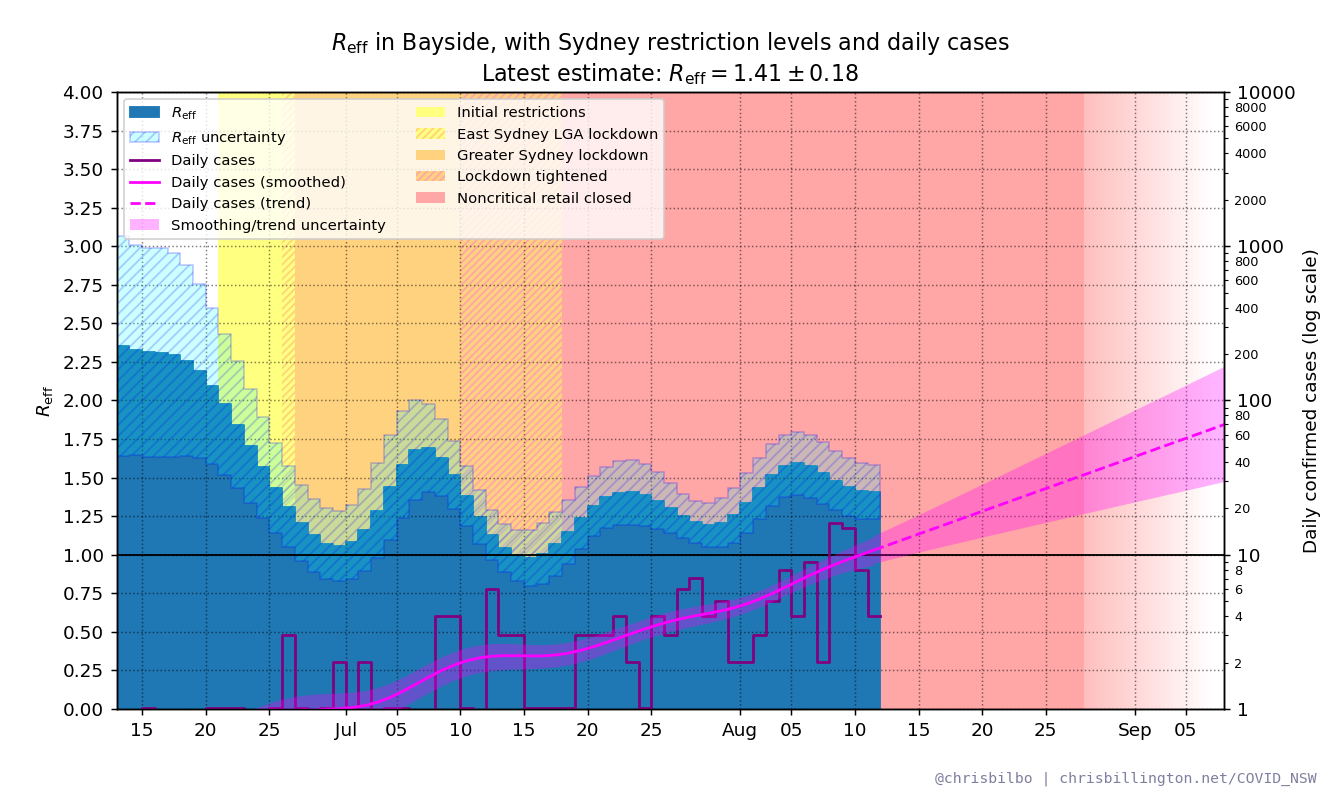 Reff in Bayside, with Sydney restriction levels and daily cases
Latest estimate: Reff = 1.41 ± 0.18
Reff
Reff uncertainty
Daily cases
Daily cases (smoothed)
Daily cases (trend)
Smoothing/trend uncertainty
Initial restrictions
East Sydney LGA lockdown
Greater Sydney lockdown
Lockdown tightened
Noncritical retail closed
4.00
3.75
3.50
3.25
3.00
2.75
2.50
2.25
2.00
1.75
1.50
1.25
1.00
0.75
0.50
0.25
0.00
Reff
10000
8000
6000
4000
2000
1000
800
600
400
200
100
80
60
40
20
10
8
6
4
2
1
Daily confirmed cases (log scale)
15 20 25 Jul 05 10 15 20 25 Aug 05 10 15 20 25 Sep 05
@chrisbilbo | chrisbillington.net/COVID_NSW